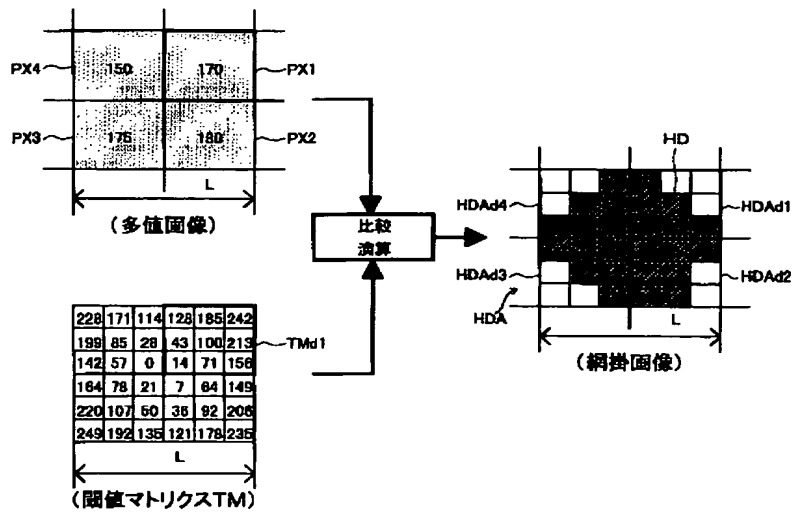 PX4 150 170 PX1
PX3 175 180 PX2
L
(多値画像)
比較
演算
HD
HDAd4 HDAd1
HDAd3 HDAd2
HDA L
(網掛画像)
228 171 114 128 185 242
199 85 28 43 100 213 TMd1
142 57 0 14 71 156
164 78 21 7 64 149
220 107 50 36 92 206
249 192 135 121 178 235
L
(閾値マトリクスTM)